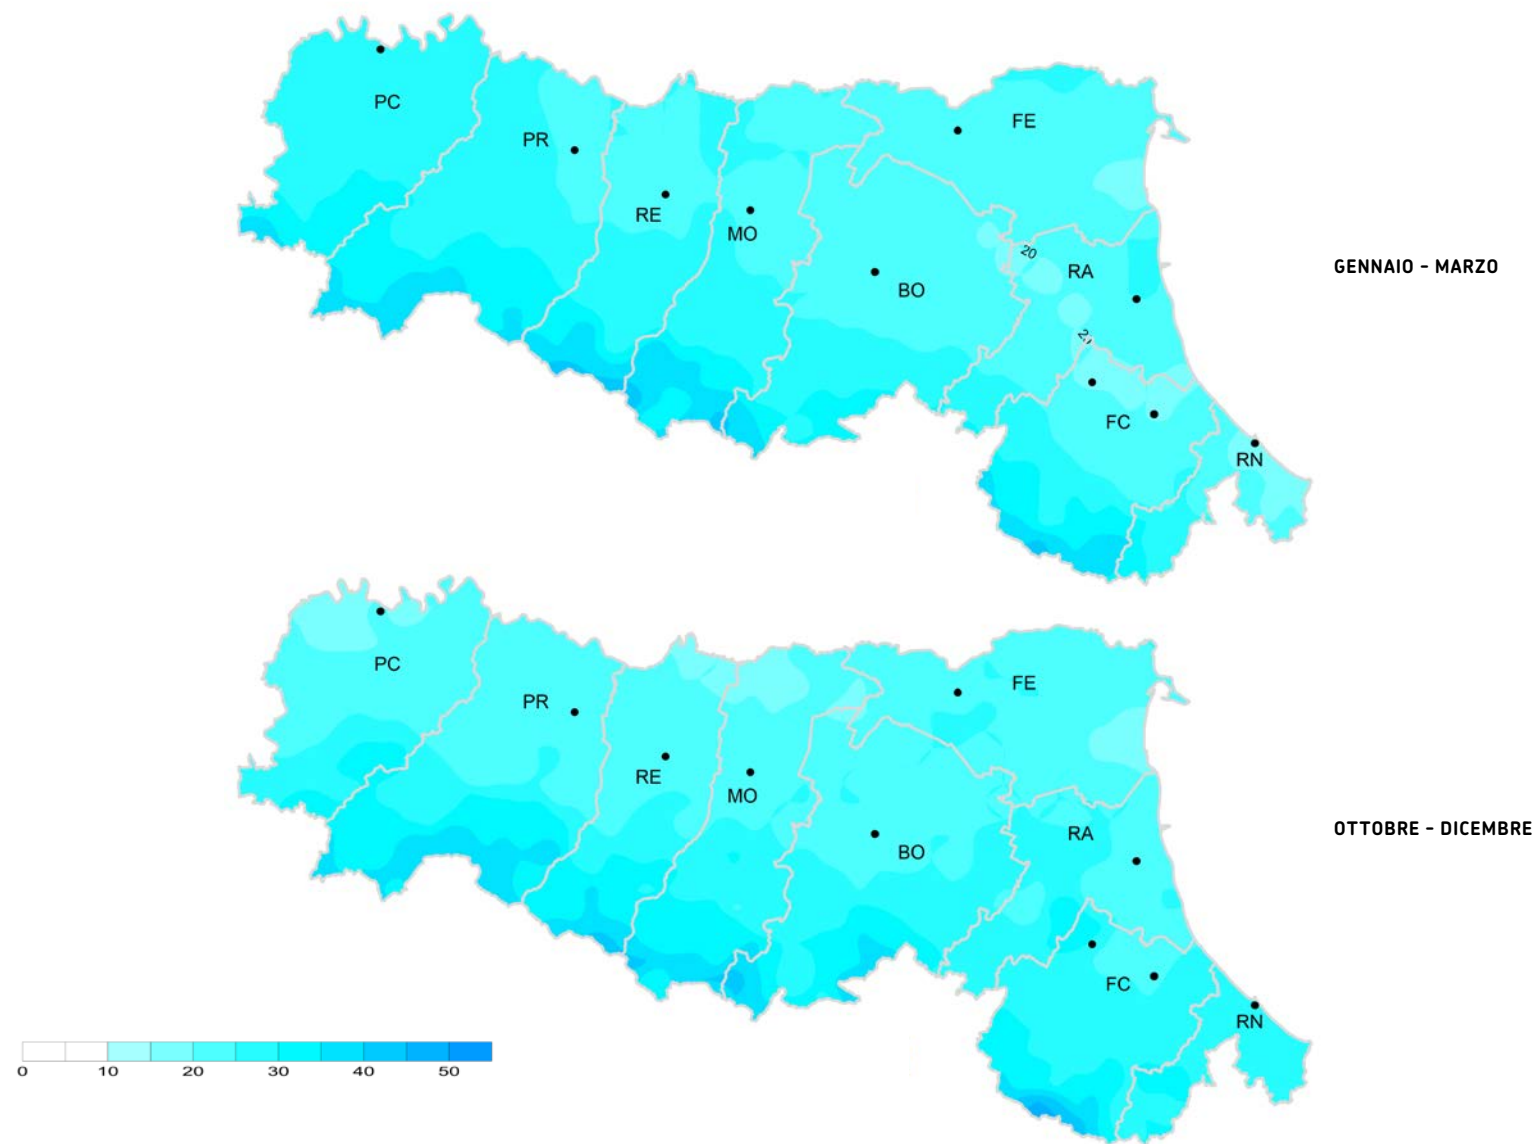 PC
FE
PR
RE
MO
20
RA
BO
GENNAIO - MARZO
FC
RN
PC
FE
PR
RE
MO
RA
BO
OTTOBRE - DICEMBRE
FC
RN
0 10 20 30 40 50